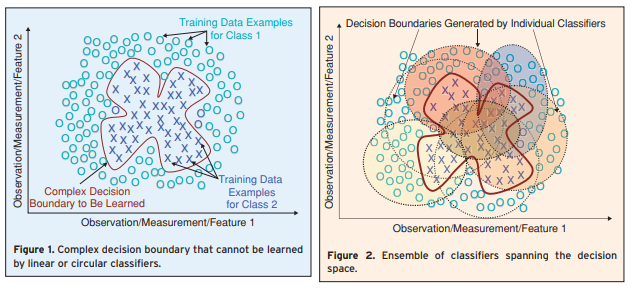 Training Data Examples
for Class 1
Observation/Measurement/Feature 2
Complex Decision
Boundary to Be Learned
Training Data
Examples
for Class 2
Observation/Measurement/Feature 1
Figure 1. Complex decision boundary that cannot be learned
by linear or circular classifiers.
Decision Boundaries Generated by Individual Classifiers
Observation/Measurement/Feature 2
Observation/Measurement/Feature 1
Figure 2. Ensemble of classifiers spanning the decision
space.